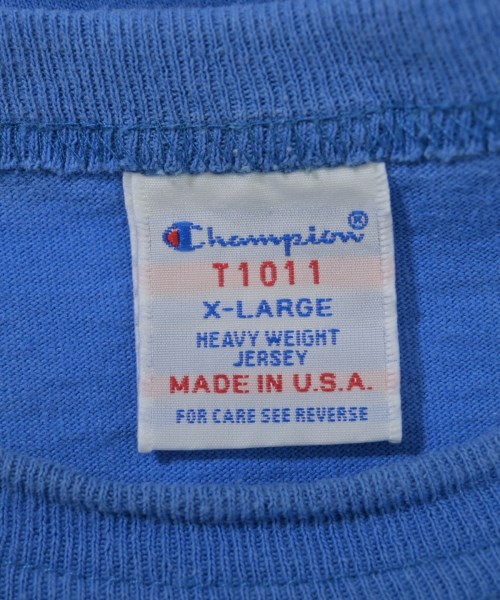 Champion®
T1011
X-LARGE
HEAVY WEIGHT
JERSEY
MADE IN U.S.A.
FOR CARE SEE REVERSE